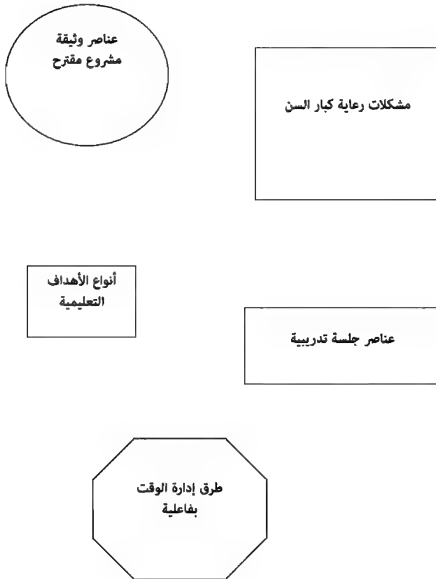 عناصر وثيقة
مشروع مقترح
مشكلات رعاية كبار السن
أنواع الأهداف
التعليمية
عناصر جلسة تدريبية
طرق إدارة الوقت
بفاعلية